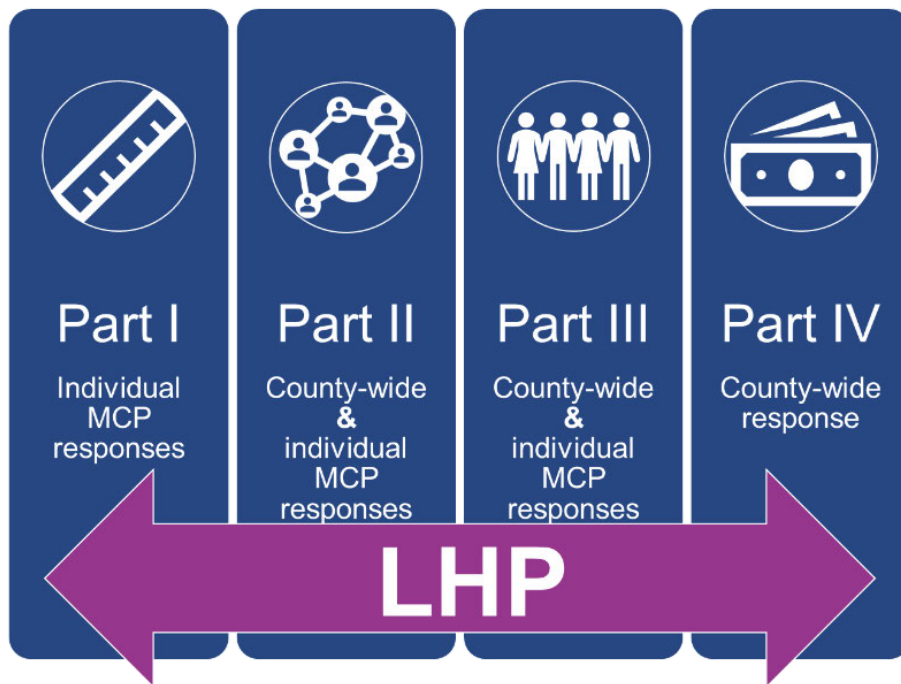 Part I
Individual
MCP
responses
Part II
County-wide
&
individual
MCP
responses
Part III
County-wide
&
individual
MCP
responses
Part IV
County-wide
response
LHP